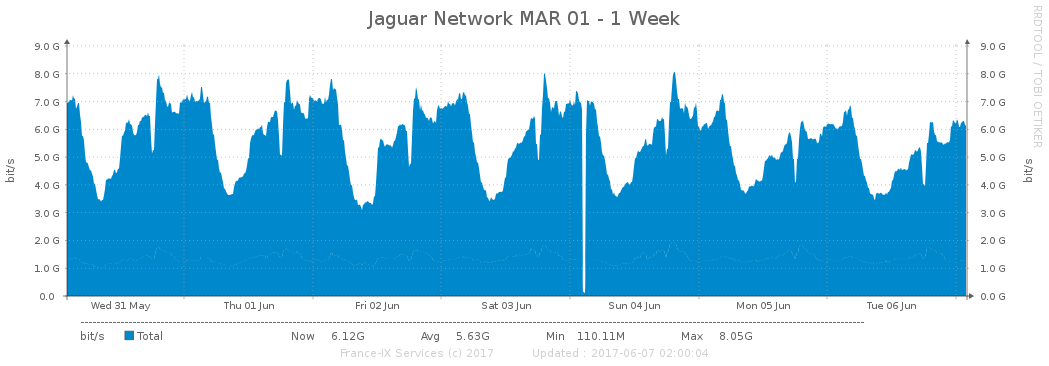 Jaguar Network MAR 01 - 1 Week
RRDTOOL / TOBI OETIKER
bit/s
9.0 G
8.0 G
7.0 G
6.0 G
5.0 G
4.0 G
3.0 G
2.0 G
1.0 G
0.0
9.0 G
8.0 G
7.0 G
6.0 G
5.0 G
4.0 G
3.0 G
2.0 G
1.0 G
0.0 G
bit/s
Wed 31 May Thu 01 Jun Fri 02 Jun Sat 03 Jun Sun 04 Jun Mon 05 Jun Tue 06 Jun
bit/s Total Now 6.12G Avg 5.63G Min 110.11M Max 8.05G
France-IX Services (c) 2017 Updated : 2017-06-07 02:00:04